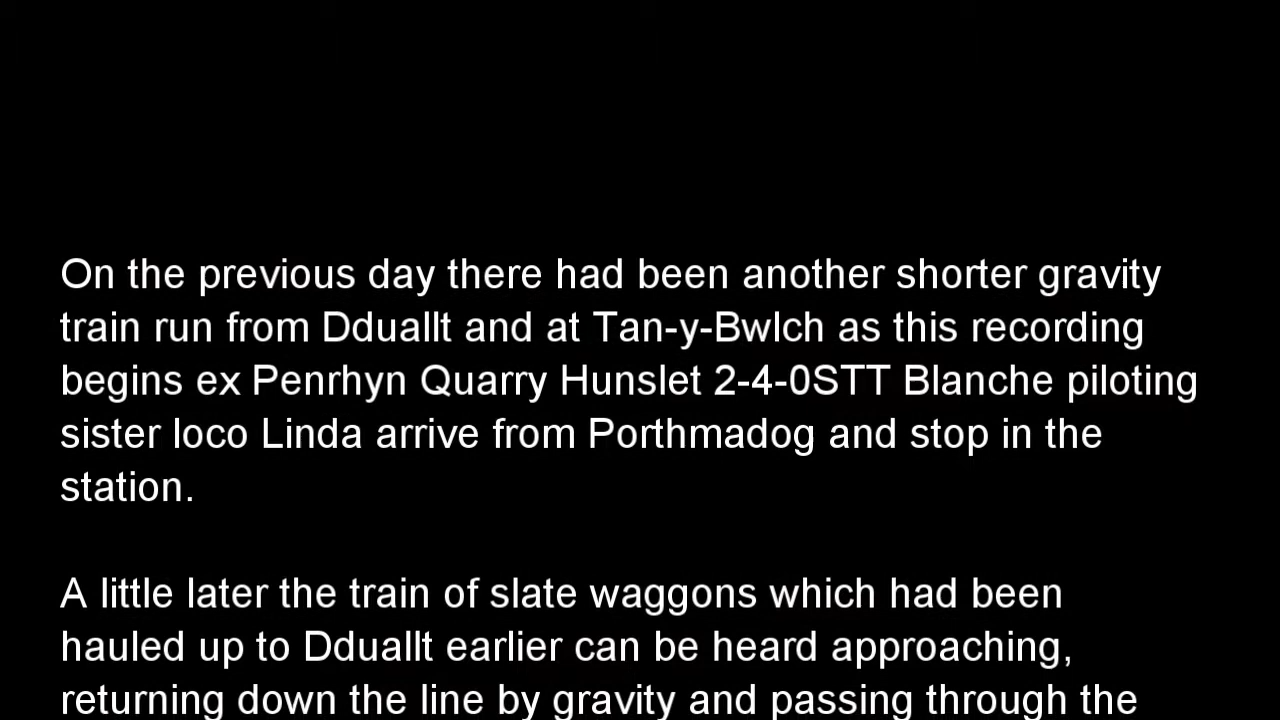 On the previous day there had been another shorter gravity
train run from Dduallt and at Tan-y-Bwlch as this recording
begins ex Penrhyn Quarry Hunslet 2-4-0STT Blanche piloting
sister loco Linda arrive from Porthmadog and stop in the
station.
A little later the train of slate waggons which had been
hauled up to Dduallt earlier can be heard approaching,
returning down the line by gravity and passing through the